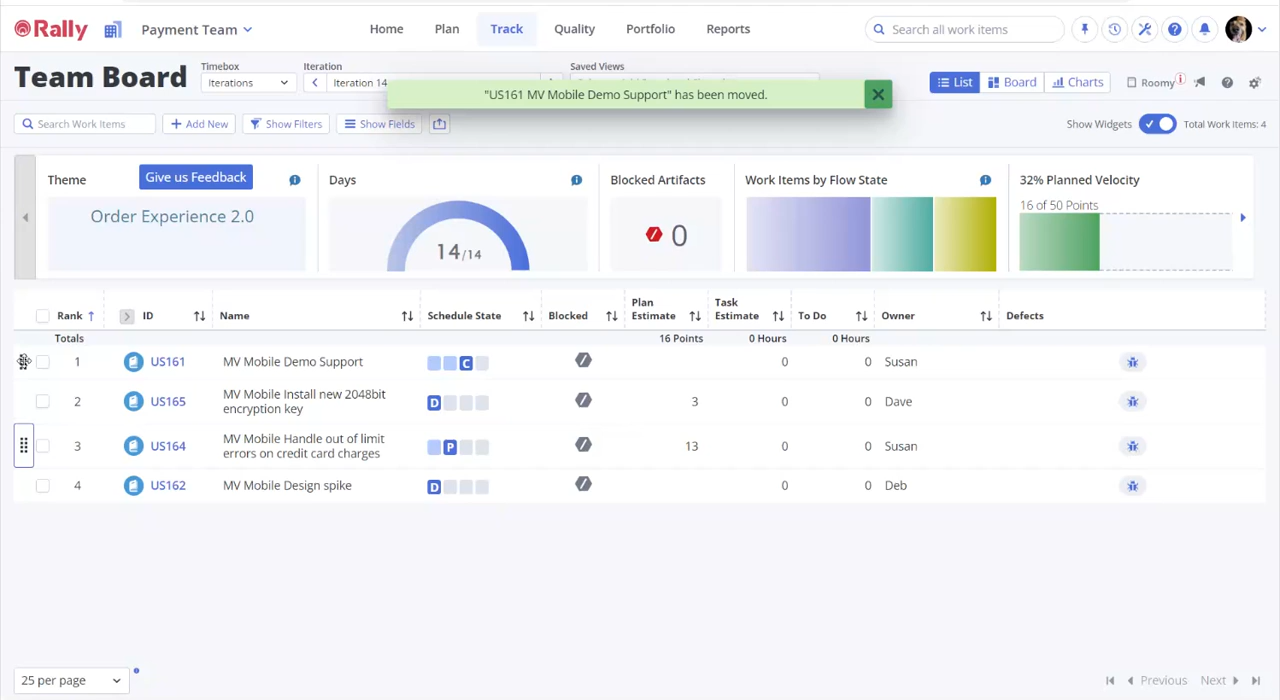 Rally
Payment Team
Home
Plan
Track
Quality
Portfolio
Reports
Search all work items
Team Board
Timebox
Iterations
Iteration
Iteration 14
Saved Views
"US161 MV Mobile Demo Support" has been moved.
List
Board
Charts
Roomy
Search Work Items
+ Add New
Show Filters
Show Fields
Show Widgets
Total Work Items: 4
Theme
Give us Feedback
Order Experience 2.0
Days
14/14
Blocked Artifacts
0
Work Items by Flow State
32% Planned Velocity
16 of 50 Points
Rank
ID
Name
Schedule State
Blocked
Plan
Estimate
Task
Estimate
To Do
Owner
Defects
Totals
16 Points
0 Hours
0 Hours
1 US161 MV Mobile Demo Support C 0 0 Susan
2 US165 MV Mobile Install new 2048bit
encryption key D 3 0 0 Dave
3 US164 MV Mobile Handle out of limit
errors on credit card charges P 13 0 0 Susan
4 US162 MV Mobile Design spike D 0 0 Deb
25 per page
Previous
Next